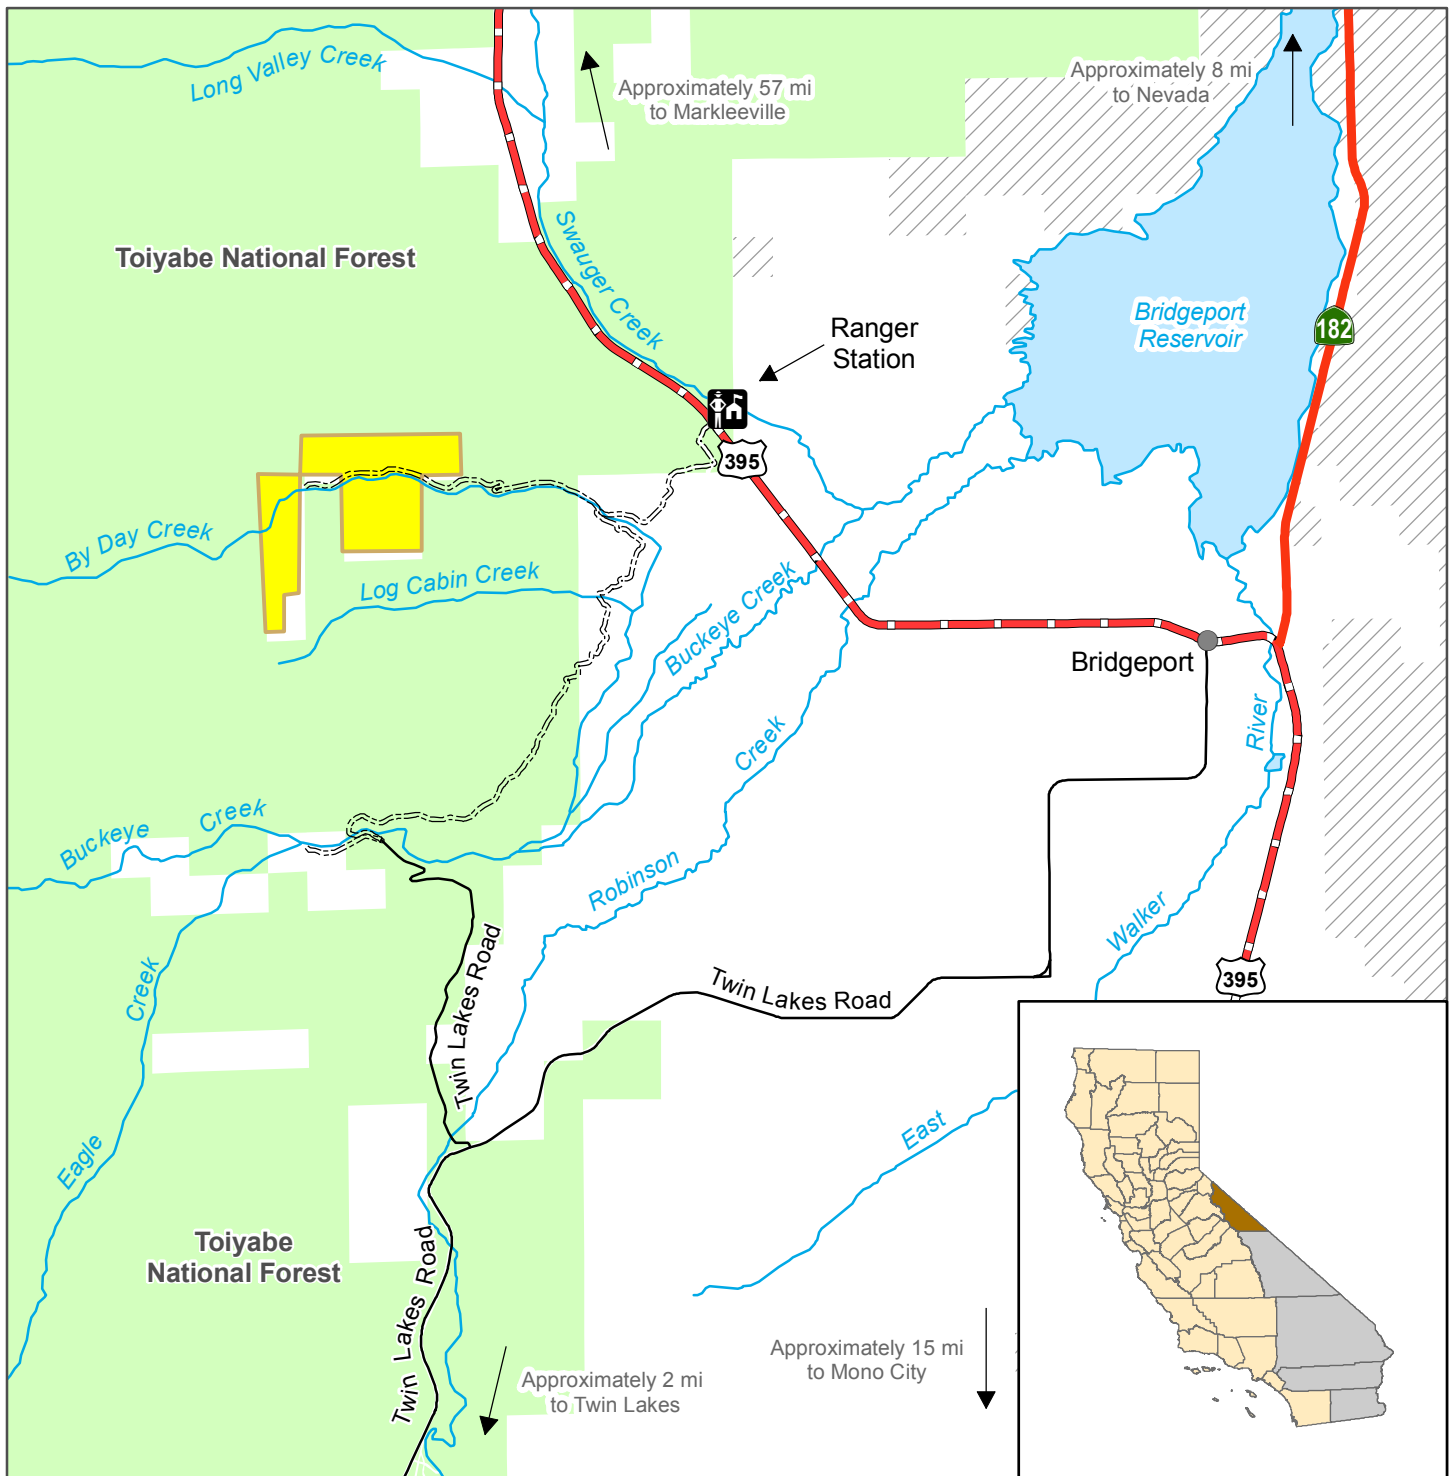 Long Valley Creek
Approximately 57 mi
to Markleeville
Approximately 8 mi
to Nevada
Toiyabe National Forest
Swauger Creek
Bridgeport
Reservoir
182
Ranger
Station
395
By Day Creek
Log Cabin Creek
Buckeye Creek
Bridgeport
River
Creek
Buckeye
Creek
Robinson
Walker
Twin Lakes Road
Twin Lakes Road
395
Creek
Eagle
East
Toiyabe
National Forest
Twin Lakes Road
Approximately 15 mi
to Mono City
Approximately 2 mi
to Twin Lakes